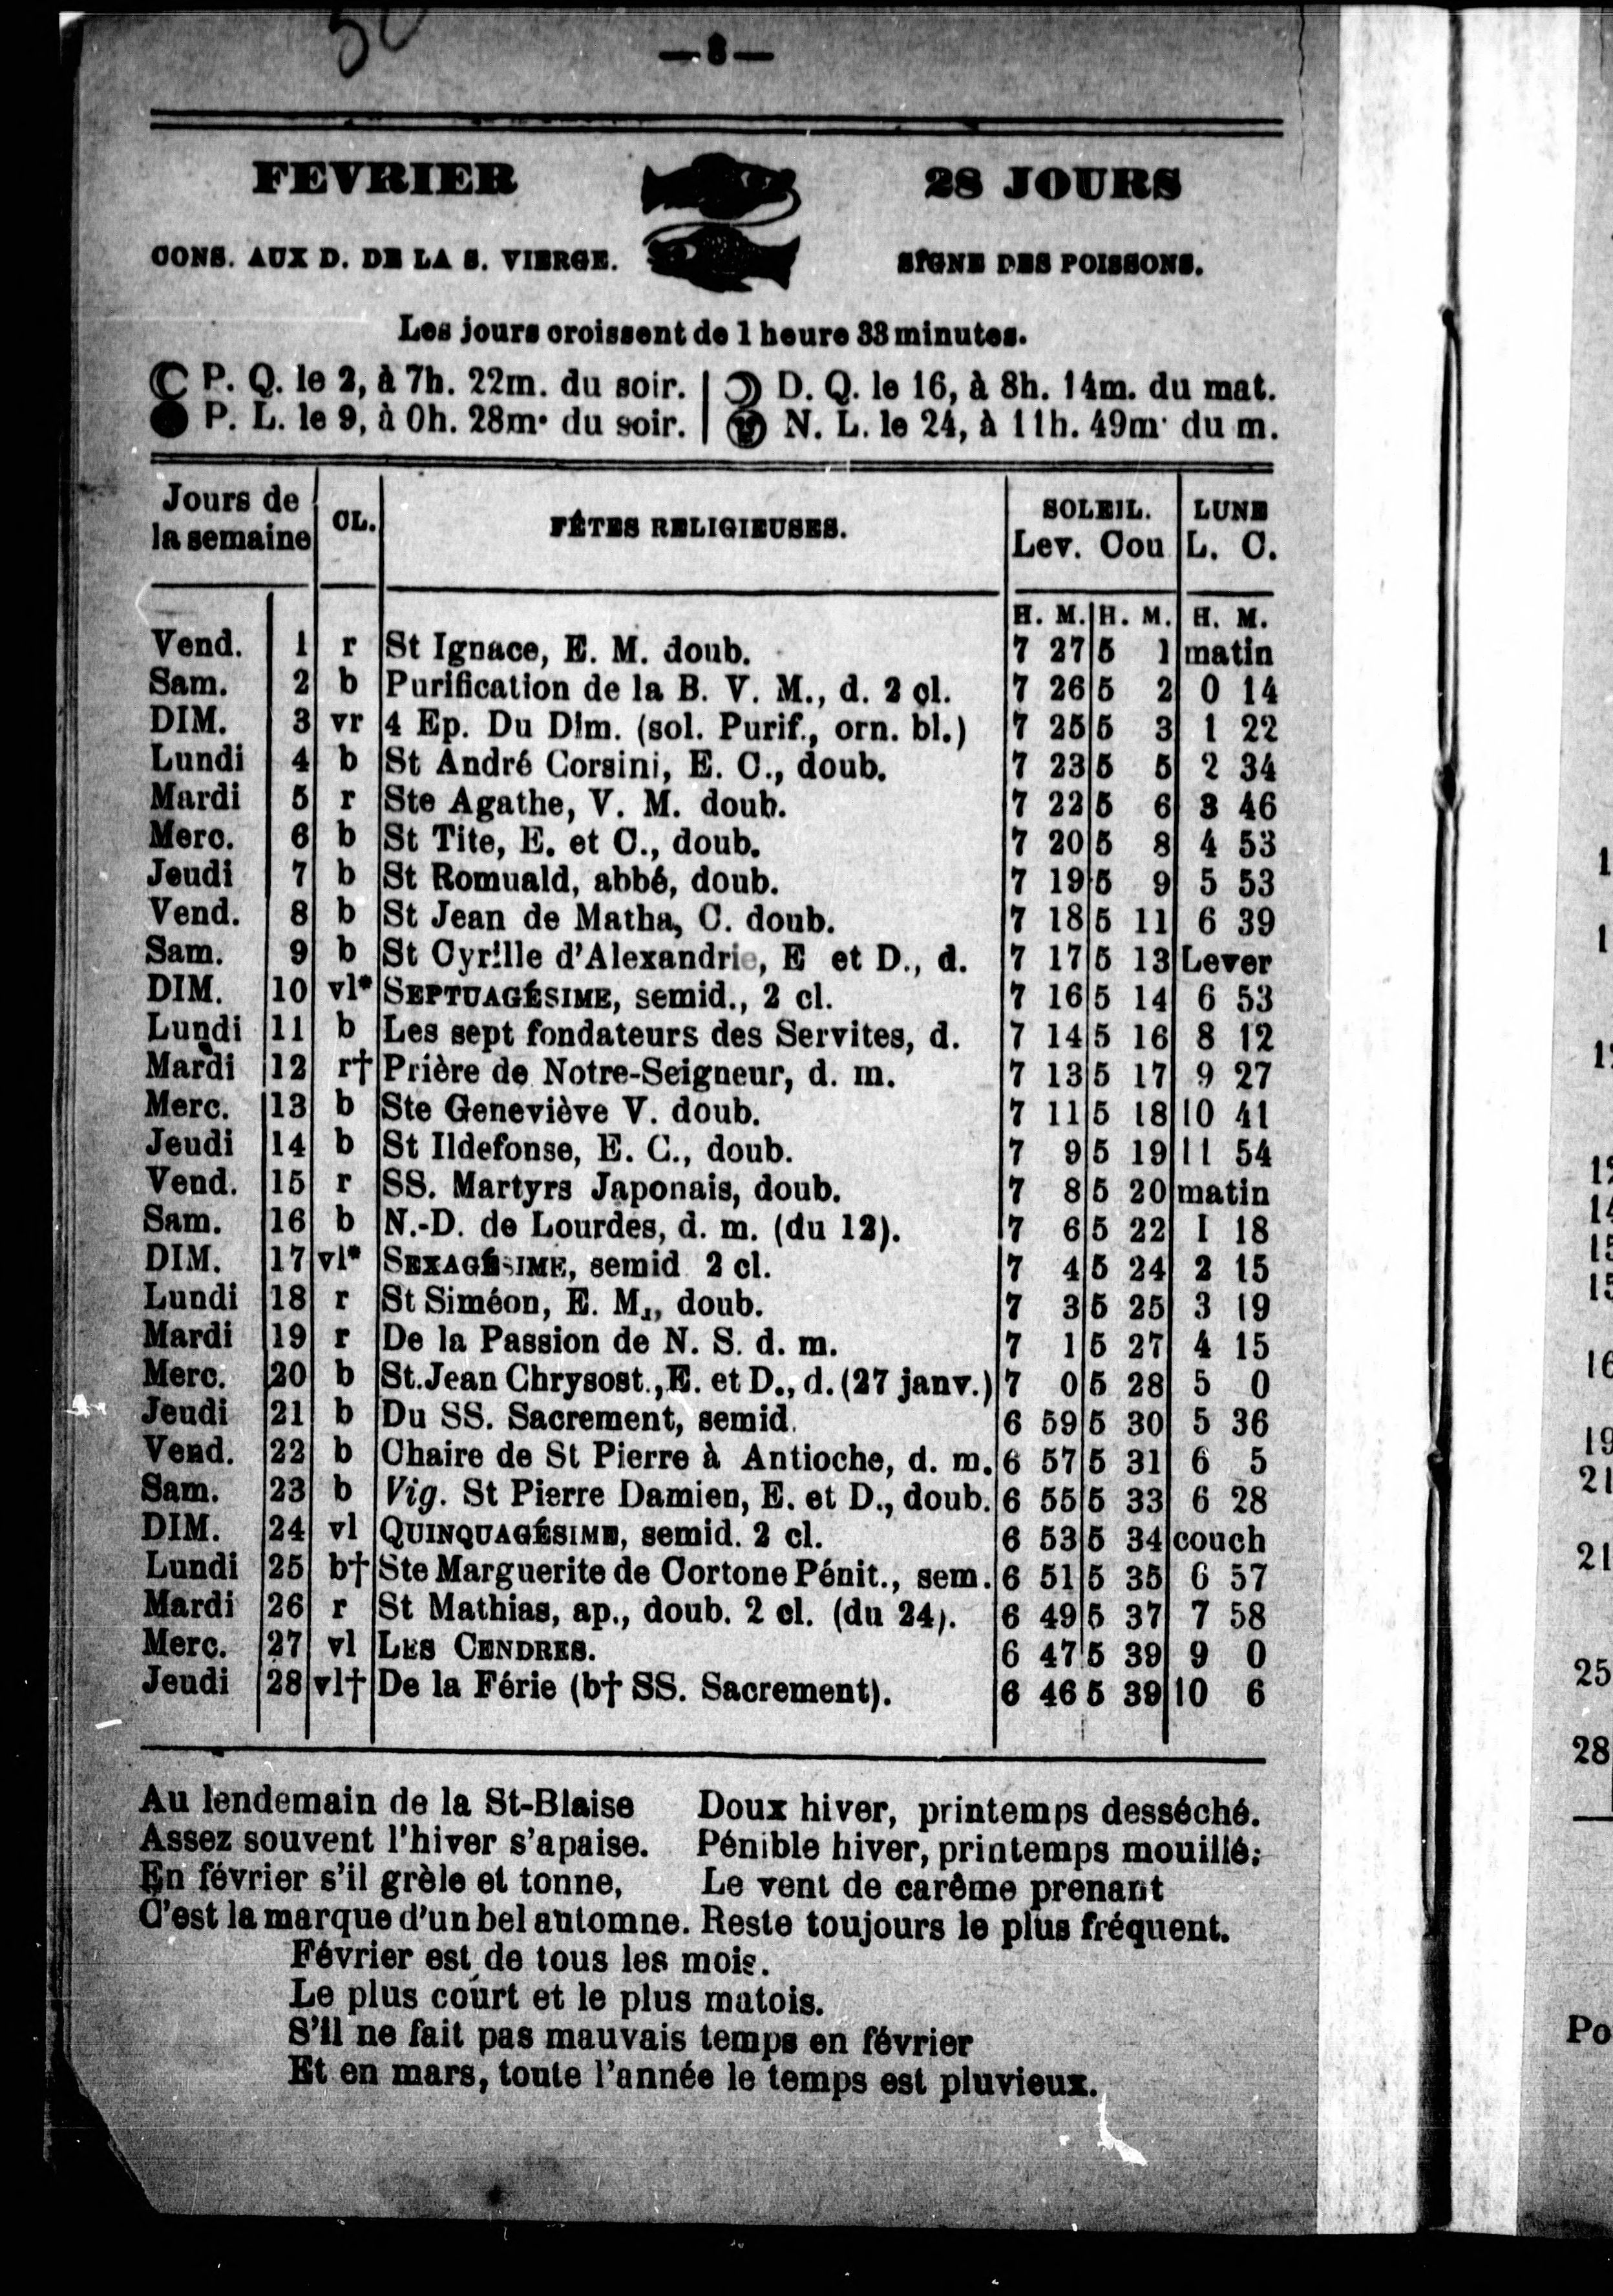 — 8 —
FEVRIER
28 JOURS
CONS. AUX D. DE LA S. VIERGE.
SIGNE DES POISSONS.
Les jours croissent de 1 heure 33 minutes.
P. Q. le 2, à 7h. 22m. du soir. | D. Q. le 16, à 8h. 14m. du mat.
P. L. le 9, à 0h. 28m. du soir. | N. L. le 24, à 11h. 49m. du m.
Jours de la semaine | CL. | FÊTES RELIGIEUSES. | SOLEIL. Lev. Cou | LUNE L. C.
H. M. | H. M. | H. M.
Vend. 1 r St Ignace, E. M. doub. 7 27 5 1 matin
Sam. 2 b Purification de la B. V. M., d. 2 cl. 7 26 5 2 0 14
DIM. 3 vr 4 Ep. Du Dim. (sol. Purif., orn. bl.) 7 25 5 3 1 22
Lundi 4 b St André Corsini, E. C., doub. 7 23 5 5 2 34
Mardi 5 r Ste Agathe, V. M. doub. 7 22 5 6 3 46
Merc. 6 b St Tite, E. et C., doub. 7 20 5 8 4 53
Jeudi 7 b St Romuald, abbé, doub. 7 19 5 9 5 53
Vend. 8 b St Jean de Matha, C. doub. 7 18 5 11 6 39
Sam. 9 b St Cyrille d'Alexandrie, E et D., d. 7 17 5 13 Lever
DIM. 10 vl* SEPTUAGÉSIME, semid., 2 cl. 7 16 5 14 6 53
Lundi 11 b Les sept fondateurs des Servites, d. 7 14 5 16 8 12
Mardi 12 r† Prière de Notre-Seigneur, d. m. 7 13 5 17 9 27
Merc. 13 b Ste Geneviève V. doub. 7 11 5 18 10 41
Jeudi 14 b St Ildefonse, E. C., doub. 7 9 5 19 11 54
Vend. 15 r SS. Martyrs Japonais, doub. 7 8 5 20 matin
Sam. 16 b N.-D. de Lourdes, d. m. (du 12). 7 6 5 22 1 18
DIM. 17 vl* SEXAGÉSIME, semid 2 cl. 7 4 5 24 2 15
Lundi 18 r St Siméon, E. M., doub. 7 3 5 25 3 19
Mardi 19 r De la Passion de N. S. d. m. 7 1 5 27 4 15
Merc. 20 b St. Jean Chrysost., E. et D., d. (27 janv.) 7 0 5 28 5 0
Jeudi 21 b Du SS. Sacrement, semid. 6 59 5 30 5 36
Vend. 22 b Chaire de St Pierre à Antioche, d. m. 6 57 5 31 6 5
Sam. 23 b Vig. St Pierre Damien, E. et D., doub. 6 55 5 33 6 28
DIM. 24 vl QUINQUAGÉSIME, semid. 2 cl. 6 53 5 34 couch
Lundi 25 b† Ste Marguerite de Cortone Pénit., sem. 6 51 5 35 6 57
Mardi 26 r St Mathias, ap., doub. 2 cl. (du 24). 6 49 5 37 7 58
Merc. 27 vl LES CENDRES. 6 47 5 39 9 0
Jeudi 28 vl† De la Férie (b† SS. Sacrement). 6 46 5 39 10 6
Au lendemain de la St-Blaise
Assez souvent l'hiver s'apaise.
En février s'il grèle et tonne,
C'est la marque d'un bel automne.
Doux hiver, printemps desséché.
Pénible hiver, printemps mouillé;
Le vent de carême prenant
Reste toujours le plus fréquent.
Février est de tous les mois.
Le plus court et le plus matois.
S'il ne fait pas mauvais temps en février
Et en mars, toute l'année le temps est pluvieux.